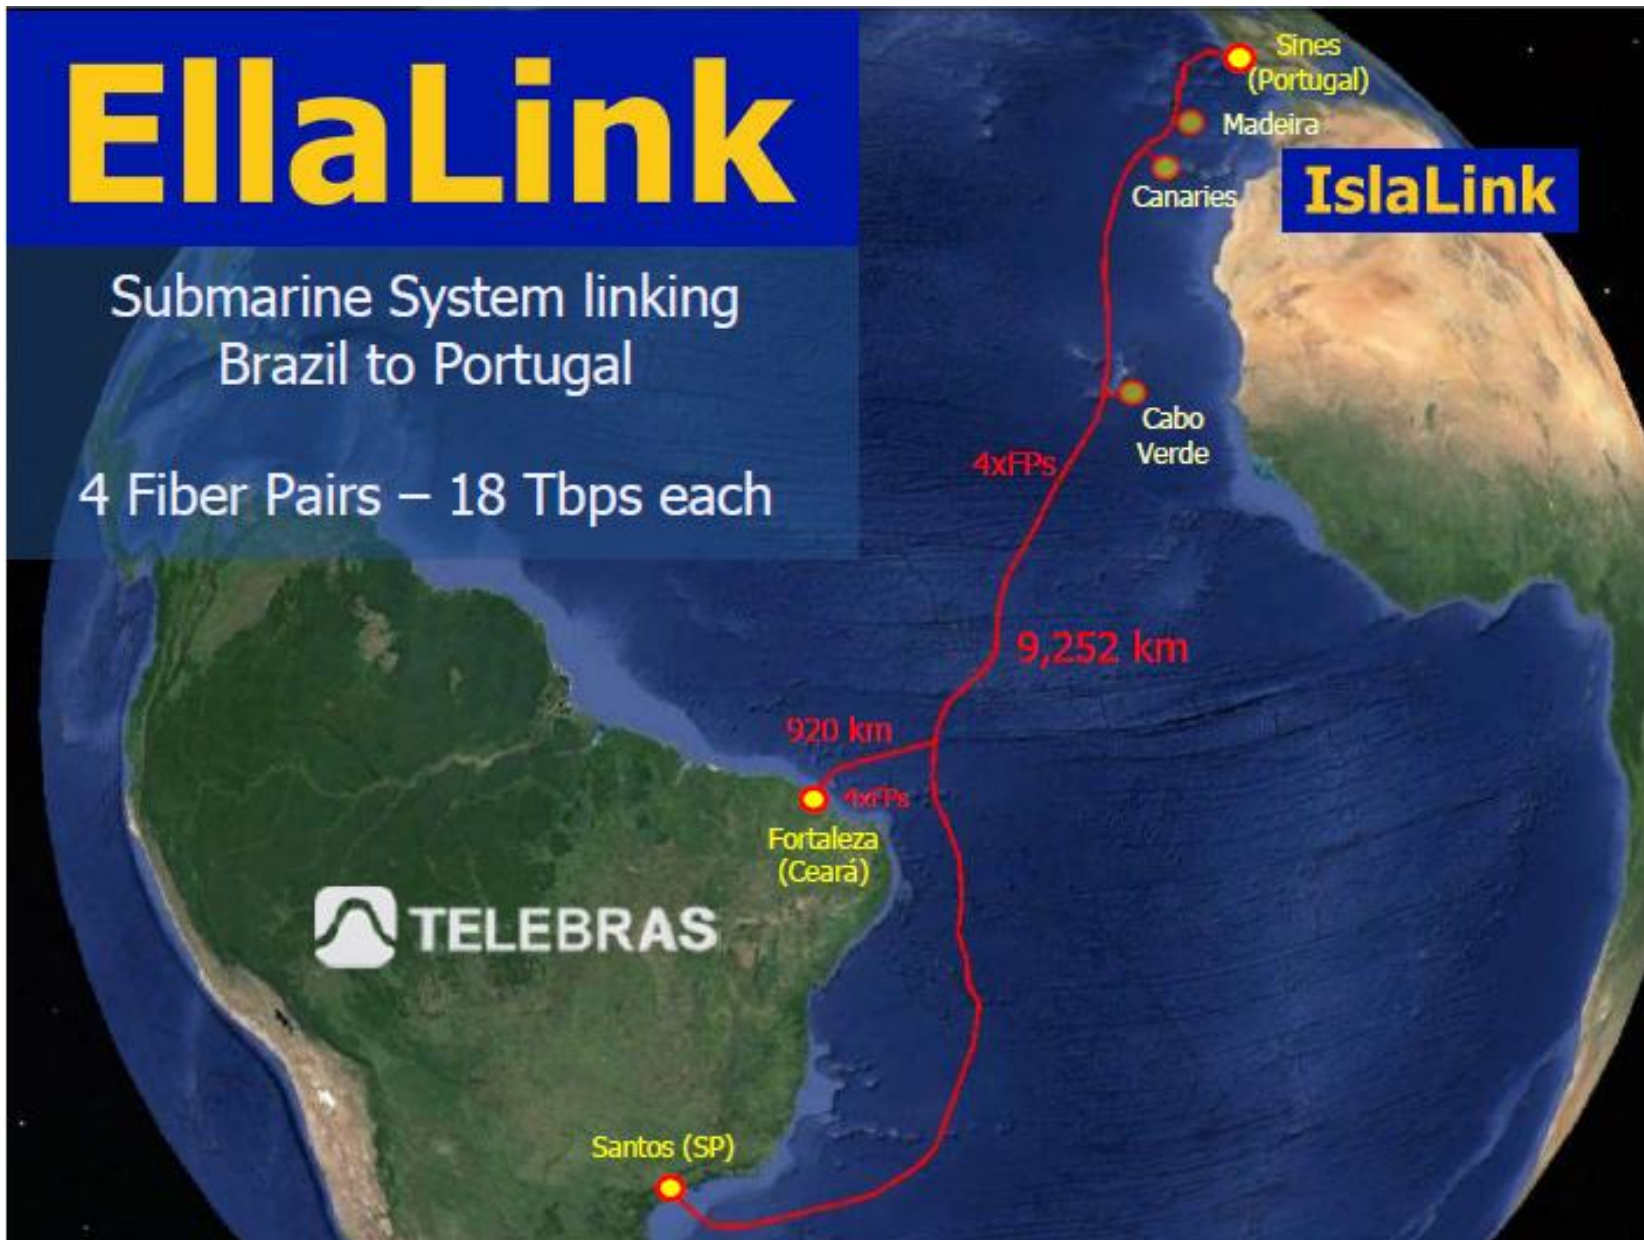 EllaLink
Submarine System linking
Brazil to Portugal
4 Fiber Pairs – 18 Tbps each
Sines
(Portugal)
Madeira
IslaLink
Canaries
Cabo
Verde
4xFPs
9,252 km
920 km
4xFPs
Fortaleza
(Ceará)
TELEBRAS
Santos (SP)